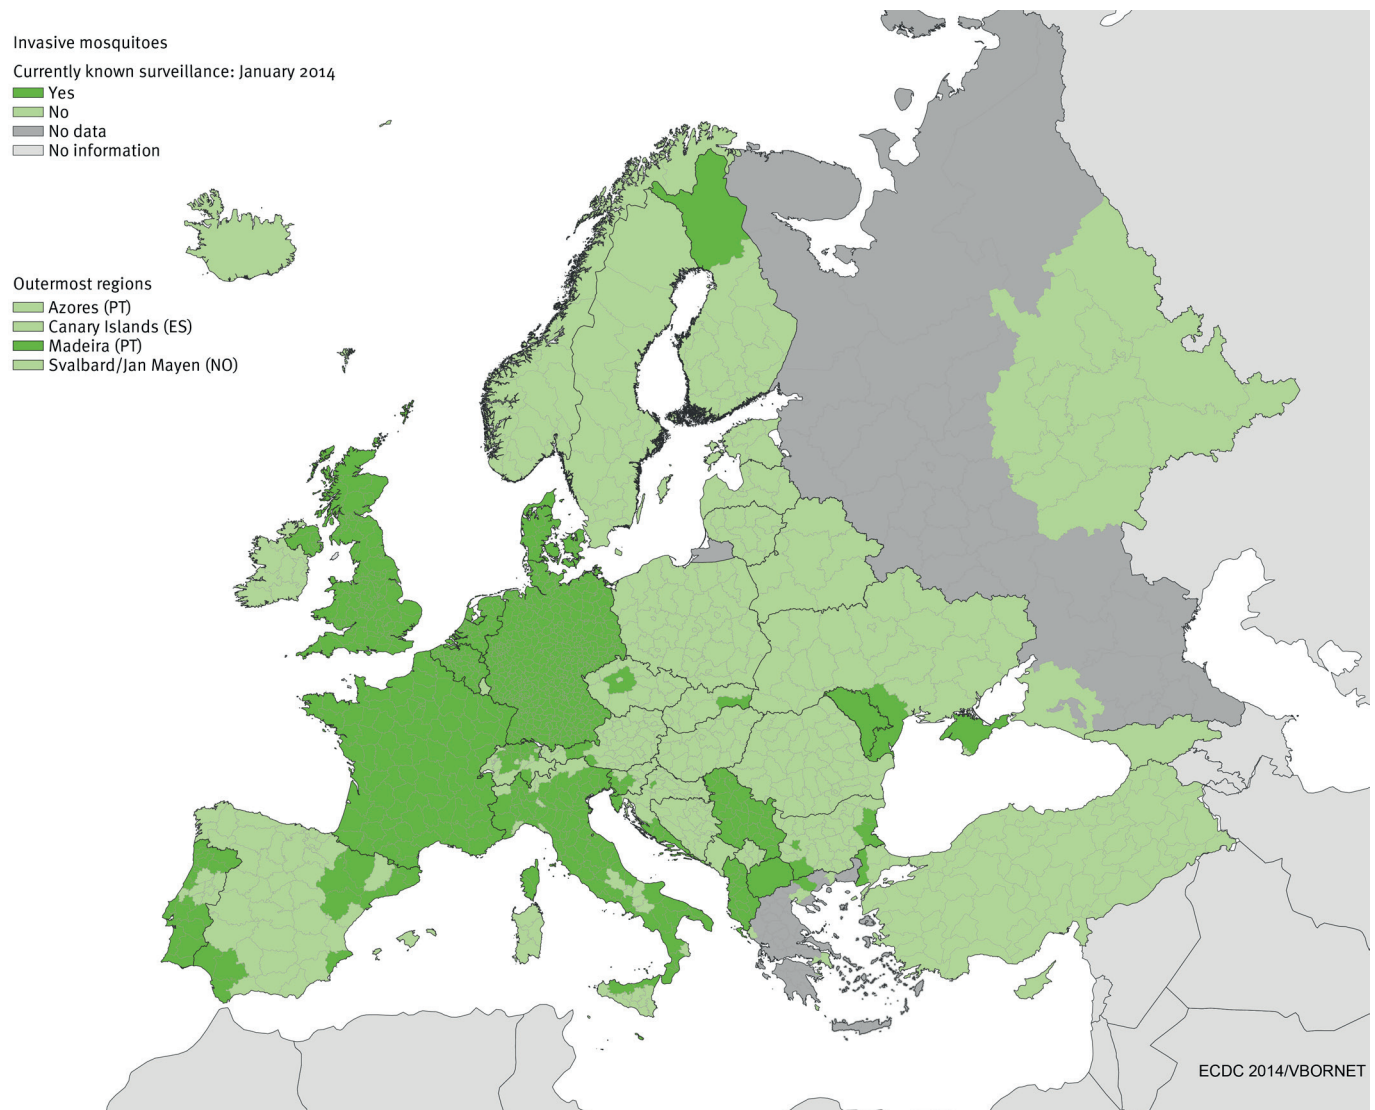 Invasive mosquitoes
Currently known surveillance: January 2014
Yes
No
No data
No information
Outermost regions
Azores (PT)
Canary Islands (ES)
Madeira (PT)
Svalbard/Jan Mayen (NO)
ECDC 2014/VBORNET